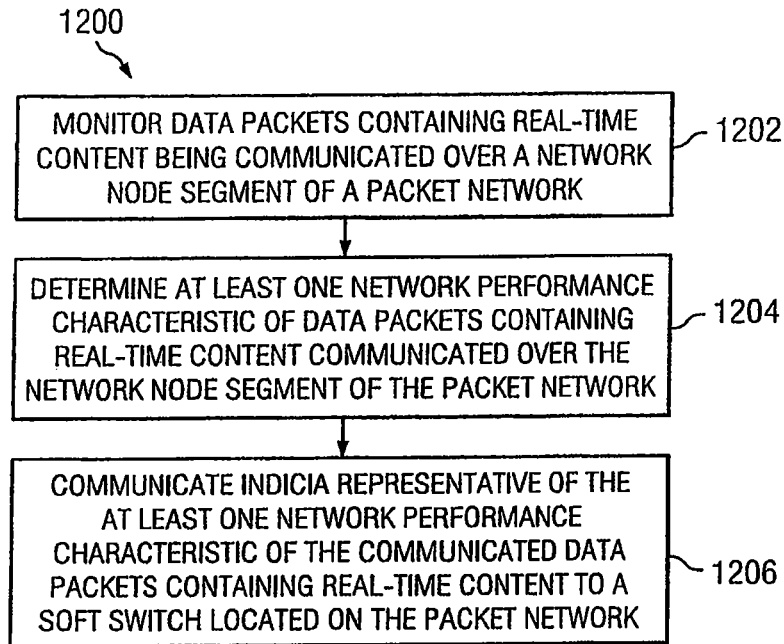 1200
MONITOR DATA PACKETS CONTAINING REAL-TIME
CONTENT BEING COMMUNICATED OVER A NETWORK
NODE SEGMENT OF A PACKET NETWORK
1202
DETERMINE AT LEAST ONE NETWORK PERFORMANCE
CHARACTERISTIC OF DATA PACKETS CONTAINING
REAL-TIME CONTENT COMMUNICATED OVER THE
NETWORK NODE SEGMENT OF THE PACKET NETWORK
1204
COMMUNICATE INDICIA REPRESENTATIVE OF THE
AT LEAST ONE NETWORK PERFORMANCE
CHARACTERISTIC OF THE COMMUNICATED DATA
PACKETS CONTAINING REAL-TIME CONTENT TO A
SOFT SWITCH LOCATED ON THE PACKET NETWORK
1206